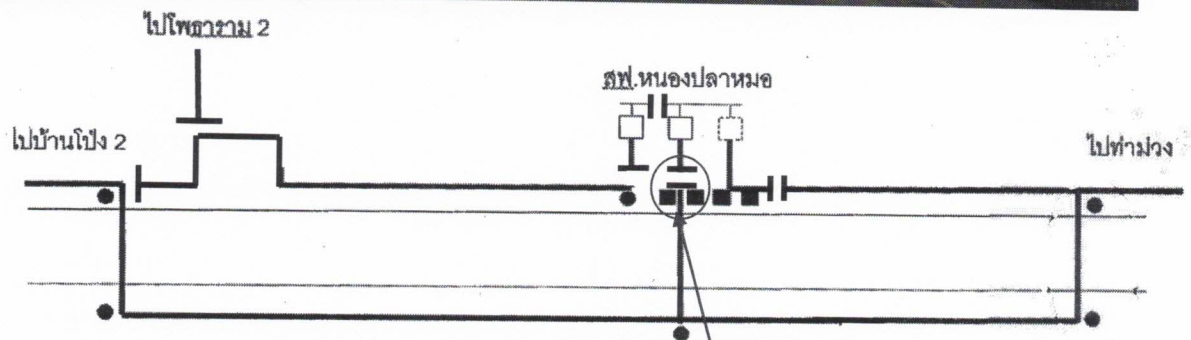 ไปโพธาราม 2
สฟ.หนองปลาหมอ
ไปบ้านโป่ง 2
ไปท่าม่วง